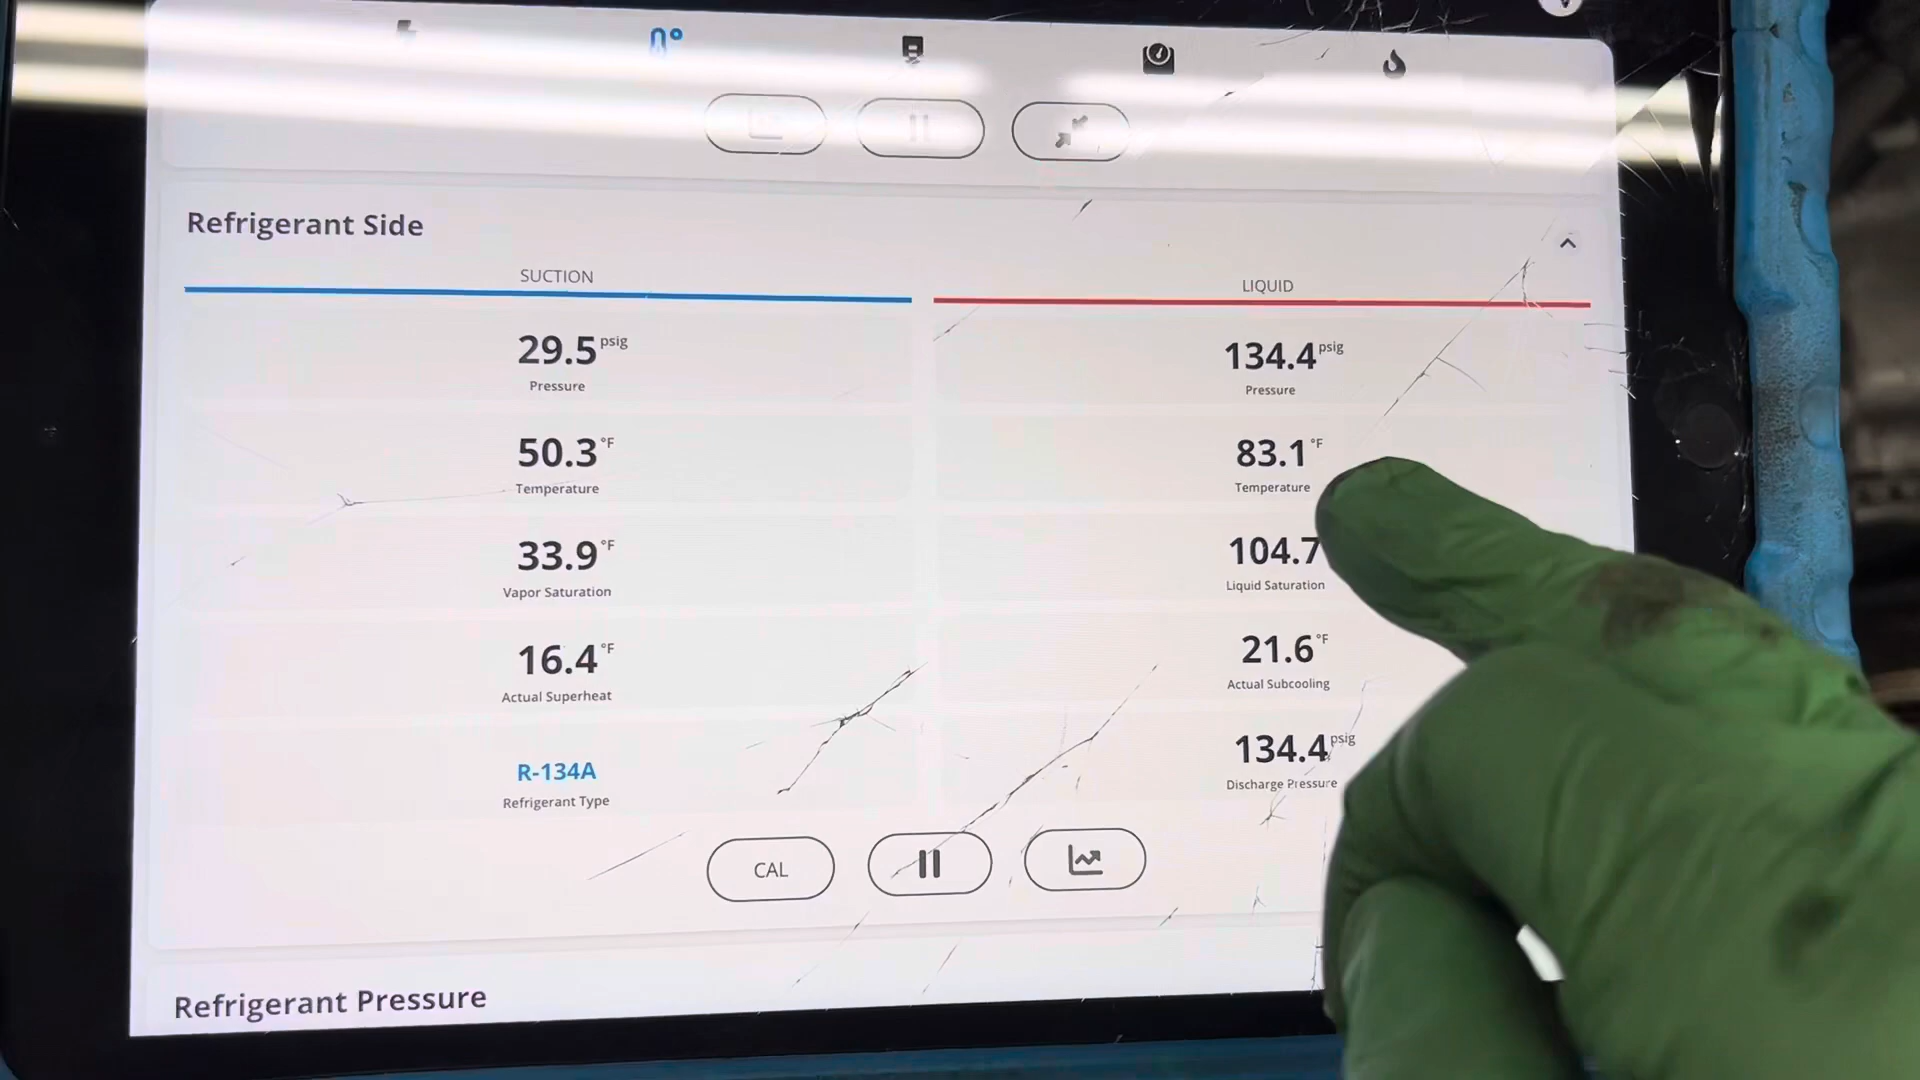 Refrigerant Side
SUCTION
29.5 psig
Pressure
50.3 °F
Temperature
33.9 °F
Vapor Saturation
16.4 °F
Actual Superheat
R-134A
Refrigerant Type
LIQUID
134.4 psig
Pressure
83.1 °F
Temperature
104.7
Liquid Saturation
21.6 °F
Actual Subcooling
134.4 psig
Discharge Pressure
CAL
Refrigerant Pressure